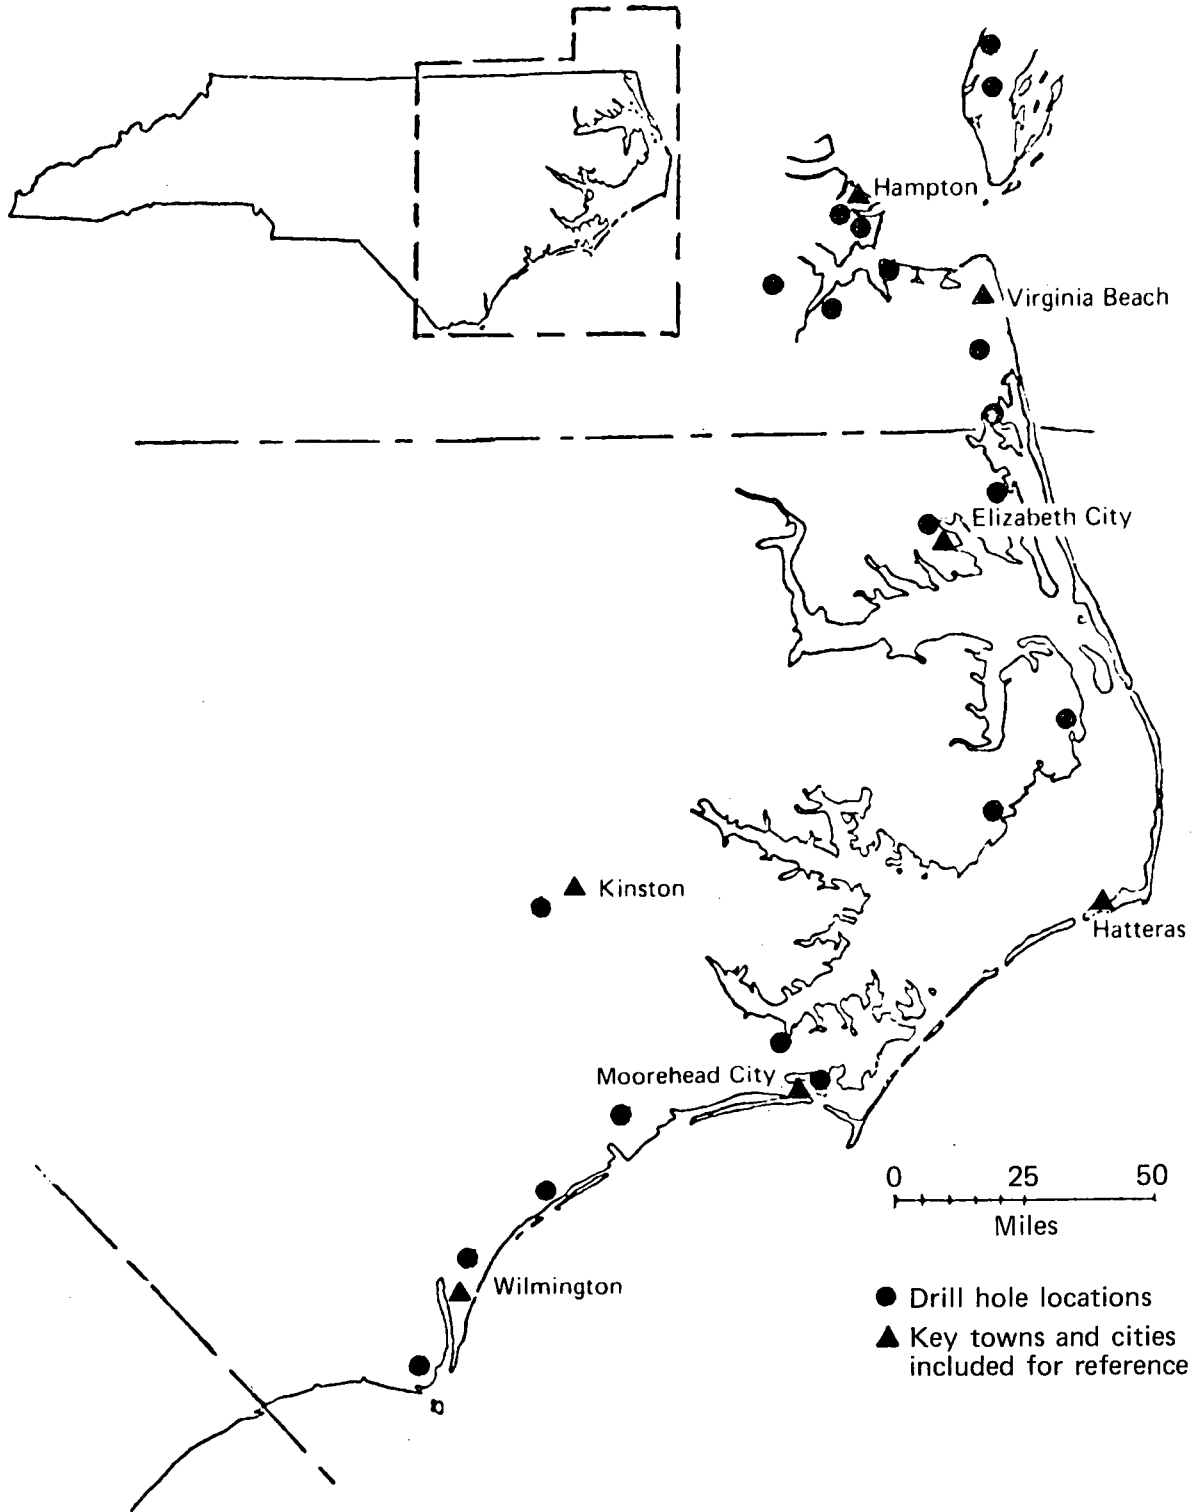 Hampton
Virginia Beach
Elizabeth City
Kinston
Hatteras
Moorehead City
0 25 50
Miles
Wilmington
Drill hole locations
Key towns and cities
included for reference